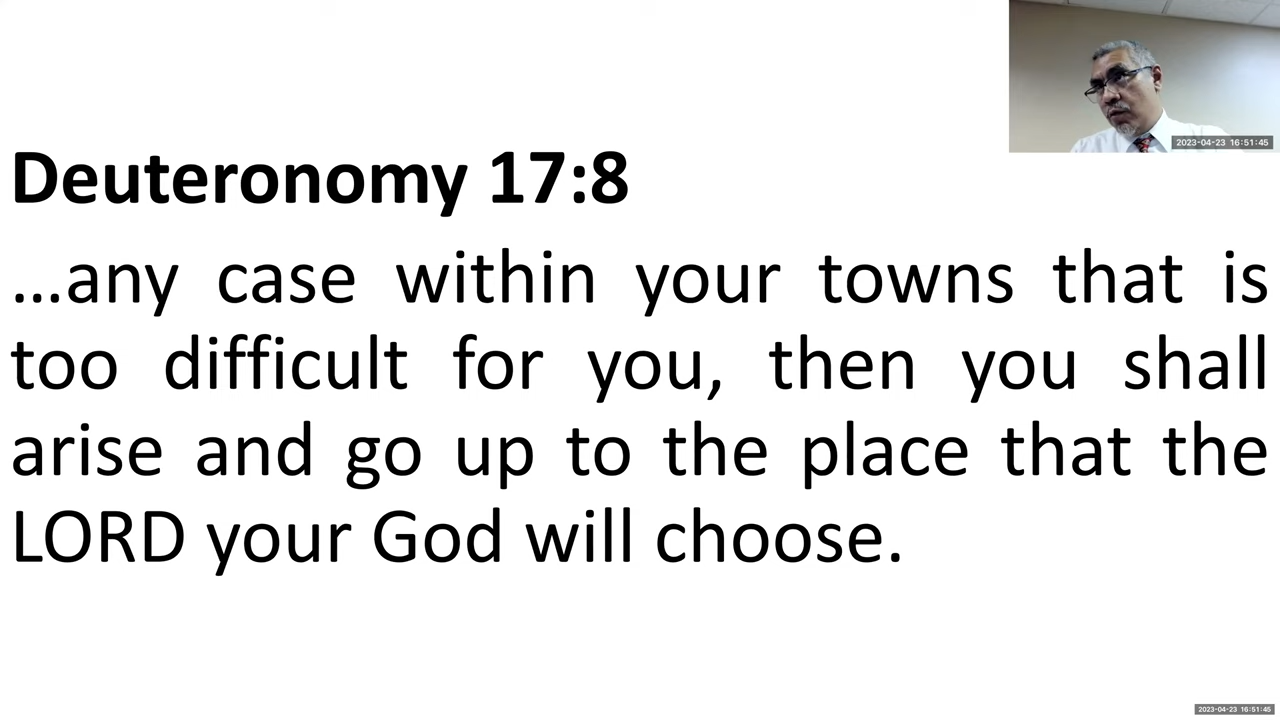 2023-04-23 16:51:45
Deuteronomy 17:8
...any case within your towns that is
too difficult for you, then you shall
arise and go up to the place that the
LORD your God will choose.
2023-04-23 16:51:45